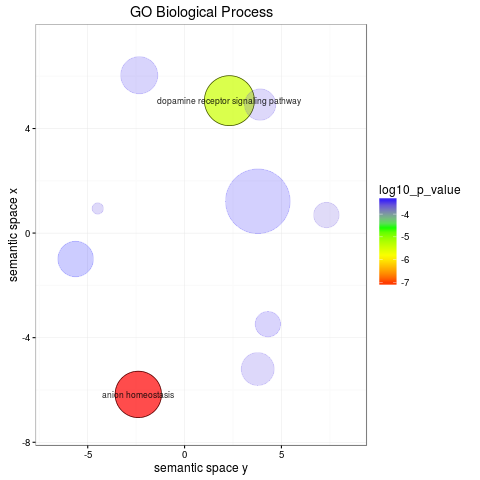 GO Biological Process
dopamine receptor signaling pathway
anion homeostasis
4
0
-4
-8
-5
0
5
semantic space x
semantic space y
log10_p_value
-4
-5
-6
-7